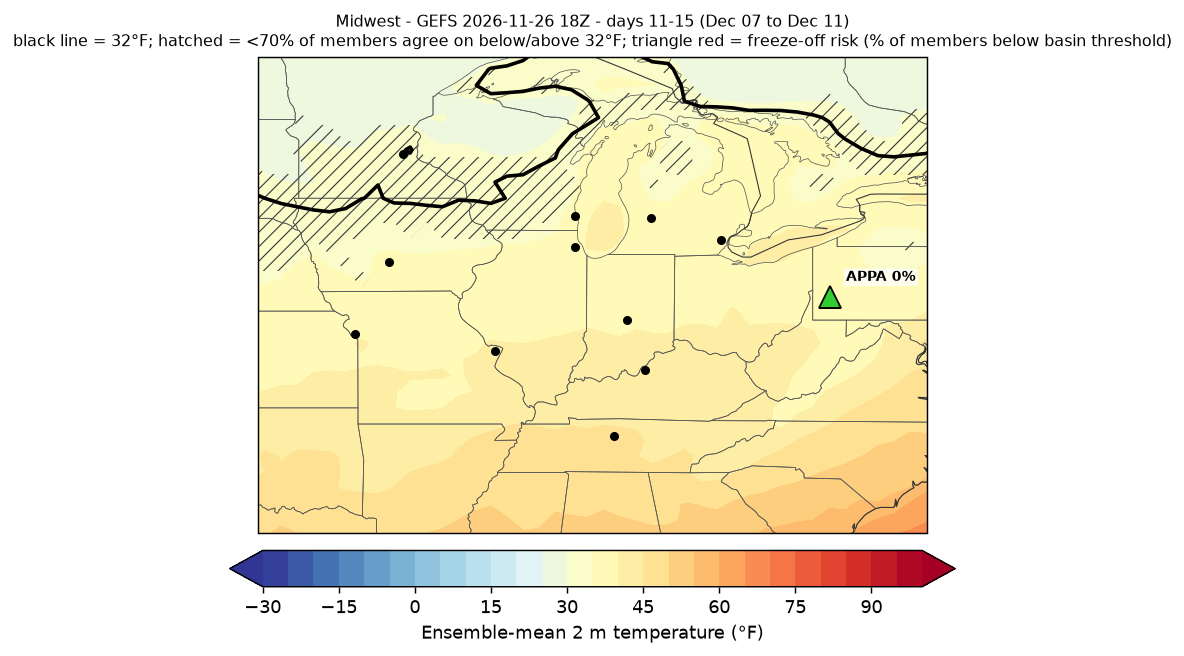 Midwest - GEFS 2026-11-26 18Z - days 11-15 (Dec 07 to Dec 11)
black line = 32°F; hatched = <70% of members agree on below/above 32°F; triangle red = freeze-off risk (% of members below basin threshold)
APPA 0%
−30 −15 0 15 30 45 60 75 90
Ensemble-mean 2 m temperature (°F)